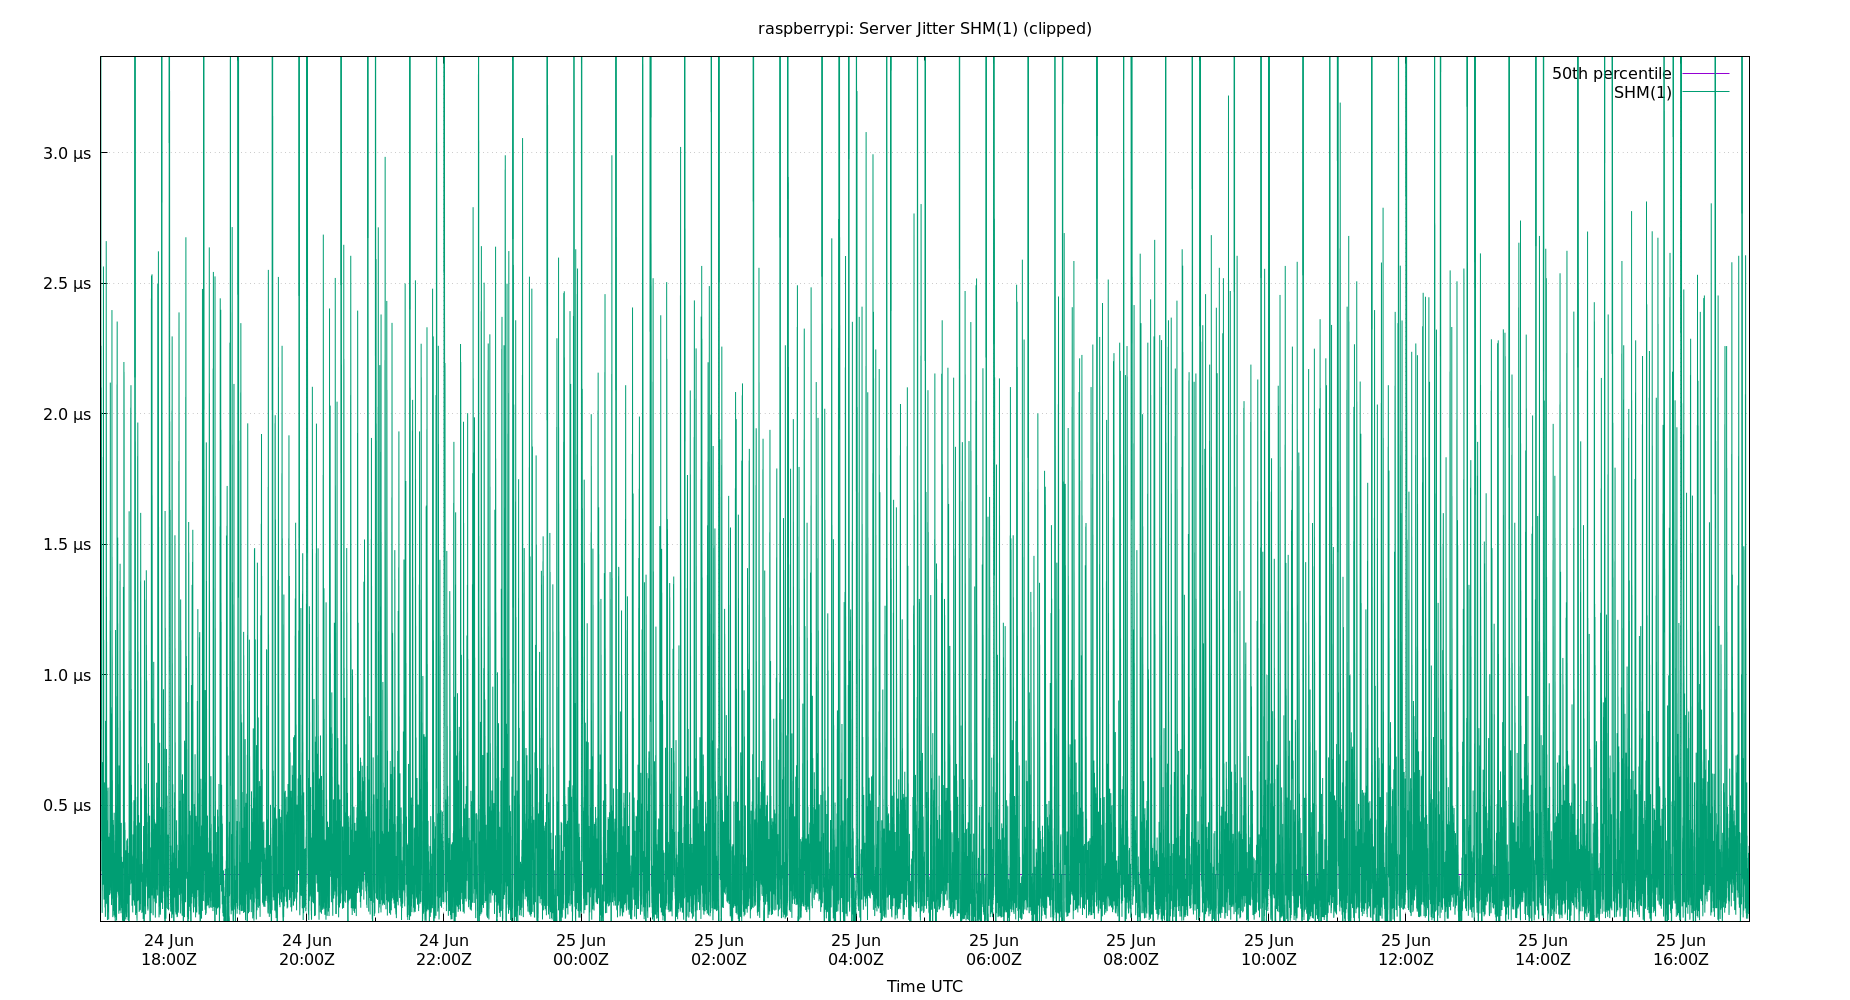 raspberrypi: Server Jitter SHM(1) (clipped)
50th percentile
SHM(1)
3.0 µs
2.5 µs
2.0 µs
1.5 µs
1.0 µs
0.5 µs
24 Jun 24 Jun 24 Jun 25 Jun 25 Jun 25 Jun 25 Jun 25 Jun 25 Jun 25 Jun 25 Jun 25 Jun
18:00Z 20:00Z 22:00Z 00:00Z 02:00Z 04:00Z 06:00Z 08:00Z 10:00Z 12:00Z 14:00Z 16:00Z
Time UTC